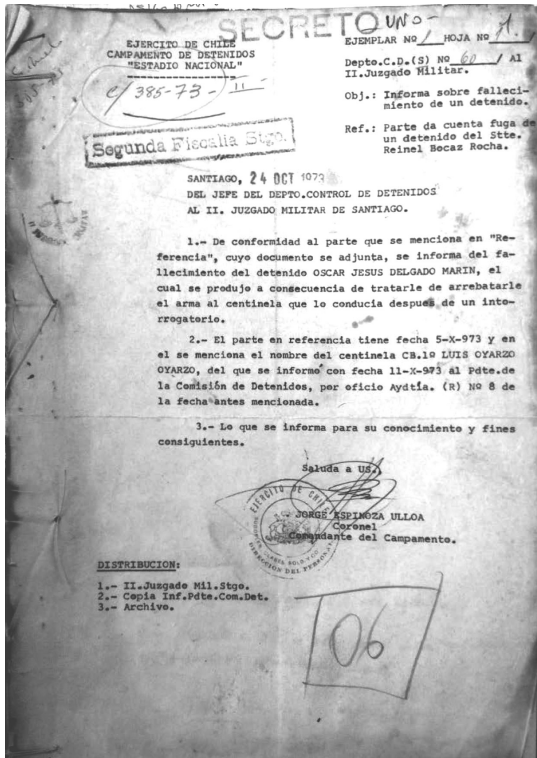 SECRETO UNO-
EJERCITO DE CHILE
CAMPAMENTO DE DETENIDOS
"ESTADIO NACIONAL"
EJEMPLAR Nº 1 HOJA Nº 1.
Depto.C.D.(S) Nº 60 / Al
II.Juzgado Militar.
c/ 385-73- II-
Obj.: Informa sobre falleci-
miento de un detenido.
Ref.: Parte da cuenta fuga de
un detenido del Stte.
Reinel Bocaz Rocha.
Segunda Fiscalia Stgo.
SANTIAGO, 24 OCT 1973
DEL JEFE DEL DEPTO.CONTROL DE DETENIDOS
AL II. JUZGADO MILITAR DE SANTIAGO.
1.- De conformidad al parte que se menciona en "Re-
ferencia", cuyo documento se adjunta, se informa del fa-
llecimiento del detenido OSCAR JESUS DELGADO MARIN, el
cual se produjo a consecuencia de tratarle de arrebatarle
el arma al centinela que lo conducia despues de un inte-
rrogatorio.
2.- El parte en referencia tiene fecha 5-X-973 y en
el se menciona el nombre del centinela CB.1º LUIS OYARZO
OYARZO, del que se informo con fecha 11-X-973 al Pdte.de
la Comisión de Detenidos, por oficio Aydtía. (R) Nº 8 de
la fecha antes mencionada.
3.- Lo que se informa para su conocimiento y fines
consiguientes.
Saluda a US.
EJERCITO DE CHILE
DIRECCION DEL PERSONAL
JORGE ESPINOZA ULLOA
Coronel
Comandante del Campamento.
DISTRIBUCION:
1.- II.Juzgado Mil.Stgo.
2.- Copia Inf.Pdte.Com.Det.
3.- Archivo.
06